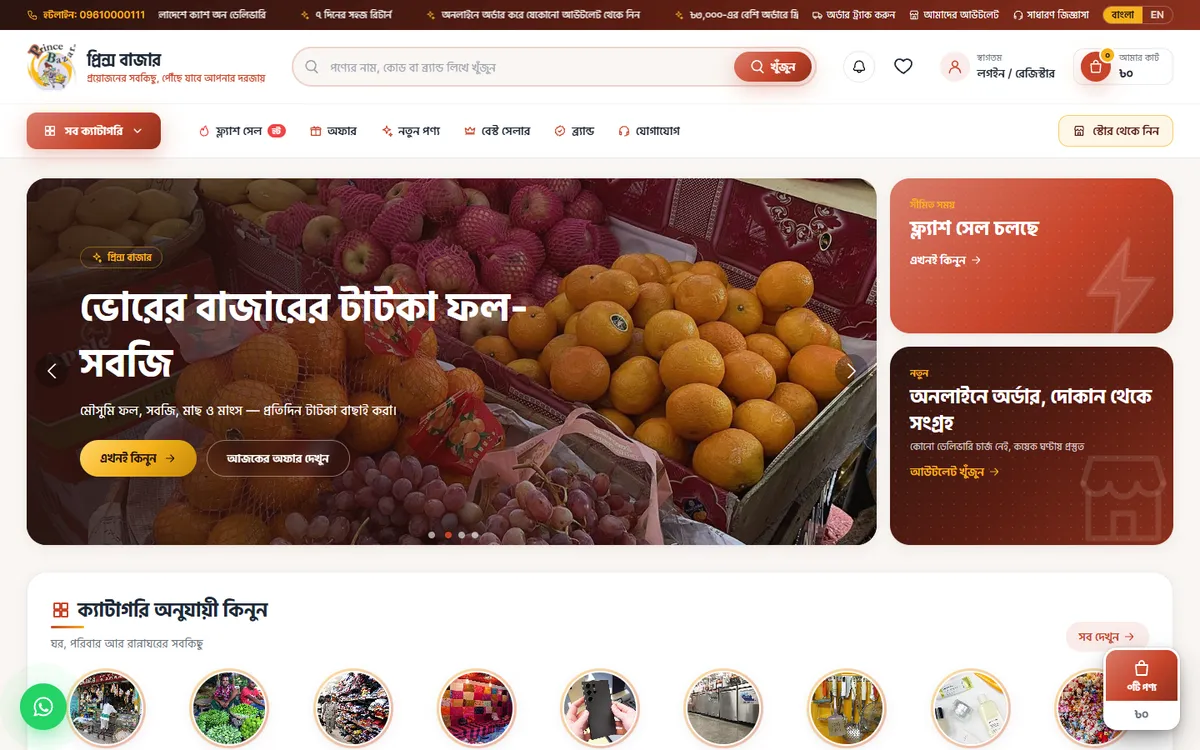 হটলাইন: 09610000111
লাদেশে ক্যাশ অন ডেলিভারি
৭ দিনের সহজ রিটার্ন
অনলাইনে অর্ডার করে যেকোনো আউটলেট থেকে নিন
৳৩,০০০-এর বেশি অর্ডারে ফ্রি
অর্ডার ট্র্যাক করুন
আমাদের আউটলেট
সাধারণ জিজ্ঞাসা
বাংলা
EN
Prince Bazar
প্রিন্স বাজার
প্রয়োজনের সবকিছু, পৌঁছে যাবে আপনার দরজায়
পণ্যের নাম, কোড বা ব্র্যান্ড লিখে খুঁজুন
খুঁজুন
স্বাগতম
লগইন / রেজিস্টার
০
আমার কার্ট
৳০
সব ক্যাটাগরি
ফ্ল্যাশ সেল
হট
অফার
নতুন পণ্য
বেস্ট সেলার
ব্র্যান্ড
যোগাযোগ
স্টোর থেকে নিন
প্রিন্স বাজার
ভোরের বাজারের টাটকা ফল-
সবজি
মৌসুমি ফল, সবজি, মাছ ও মাংস — প্রতিদিন টাটকা বাছাই করা।
এখনই কিনুন
আজকের অফার দেখুন
সীমিত সময়
ফ্ল্যাশ সেল চলছে
এখনই কিনুন
নতুন
অনলাইনে অর্ডার, দোকান থেকে
সংগ্রহ
কোনো ডেলিভারি চার্জ নেই, কয়েক ঘণ্টায় প্রস্তুত
আউটলেট খুঁজুন
ক্যাটাগরি অনুযায়ী কিনুন
ঘর, পরিবার আর রান্নাঘরের সবকিছু
সব দেখুন
০টি পণ্য
৳০